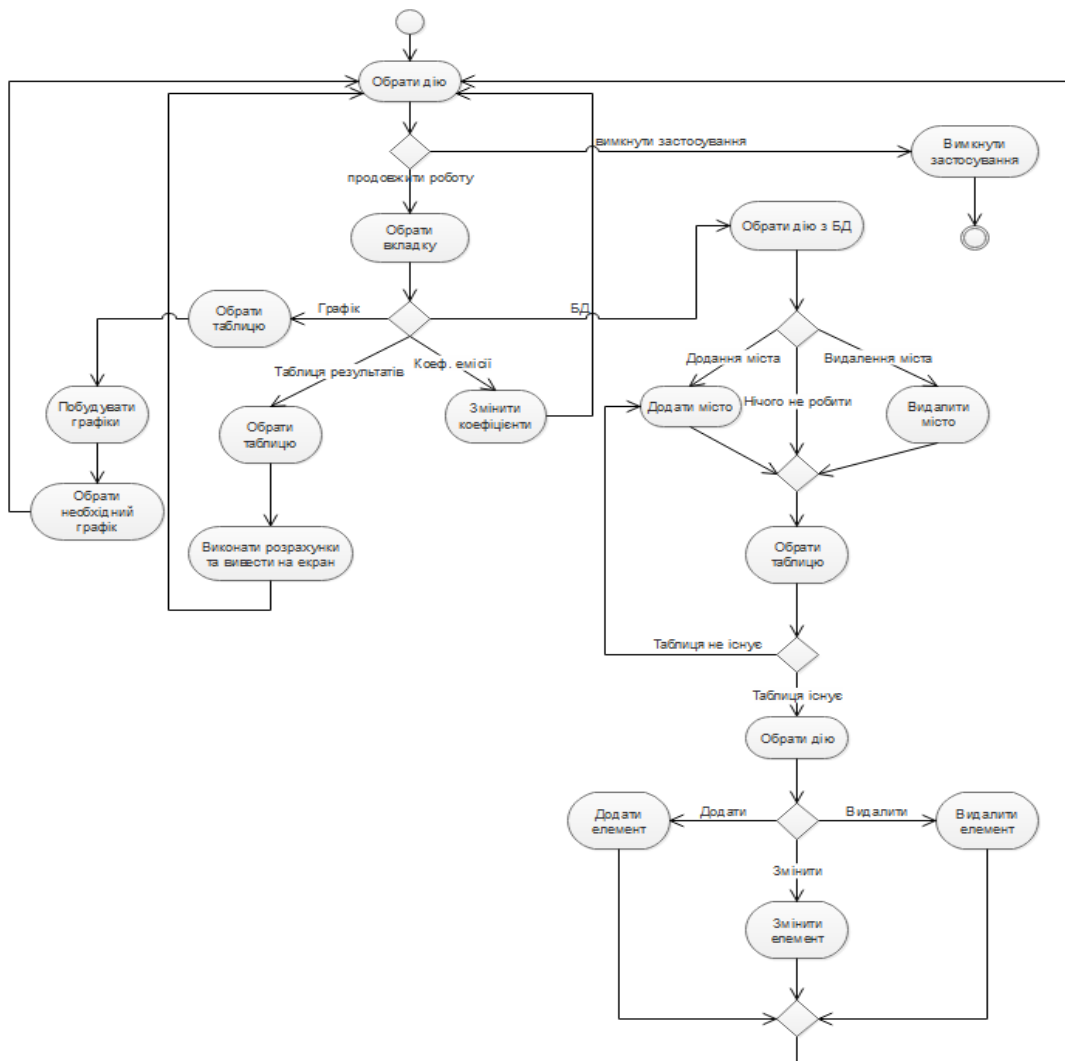 Обрати дію
вимкнути застосування
Вимкнути
застосування
продовжити роботу
Обрати
вкладку
Обрати дію з БД
Обрати
таблицю
Графік
БД
Додання міста
Видалення міста
Таблиця результатів
Коеф. емісії
Побудувати
графіки
Обрати
таблицю
Змінити
коефіцієнти
Додати місто
Нічого не робити
Видалити
місто
Обрати
необхідний
графік
Виконати розрахунки
та вивести на екран
Обрати
таблицю
Таблиця не існує
Таблиця існує
Обрати дію
Додати
елемент
Додати
Видалити
Видалити
елемент
Змінити
Змінити
елемент